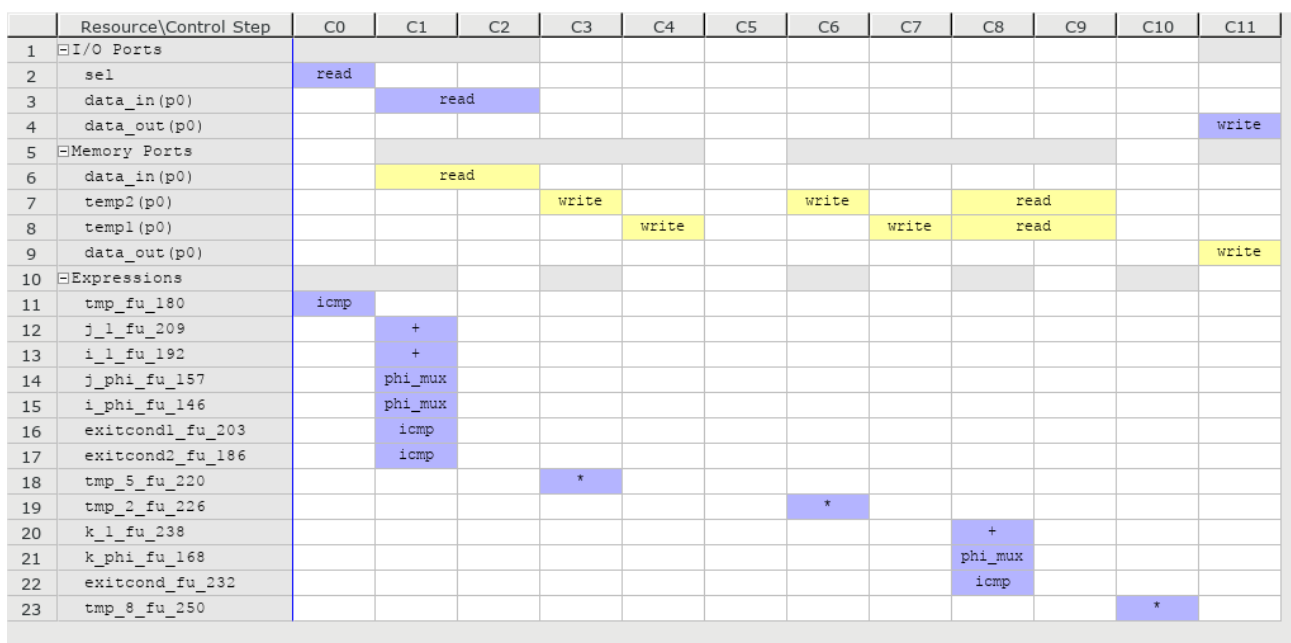 Resource\Control Step C0 C1 C2 C3 C4 C5 C6 C7 C8 C9 C10 C11
1 I/O Ports
2 sel read
3 data_in(p0) read
4 data_out(p0) write
5 Memory Ports
6 data_in(p0) read
7 temp2(p0) write write read
8 temp1(p0) write write read
9 data_out(p0) write
10 Expressions
11 tmp_fu_180 icmp
12 j_1_fu_209 +
13 i_1_fu_192 +
14 j_phi_fu_157 phi_mux
15 i_phi_fu_146 phi_mux
16 exitcond1_fu_203 icmp
17 exitcond2_fu_186 icmp
18 tmp_5_fu_220 *
19 tmp_2_fu_226 *
20 k_1_fu_238 +
21 k_phi_fu_168 phi_mux
22 exitcond_fu_232 icmp
23 tmp_8_fu_250 *